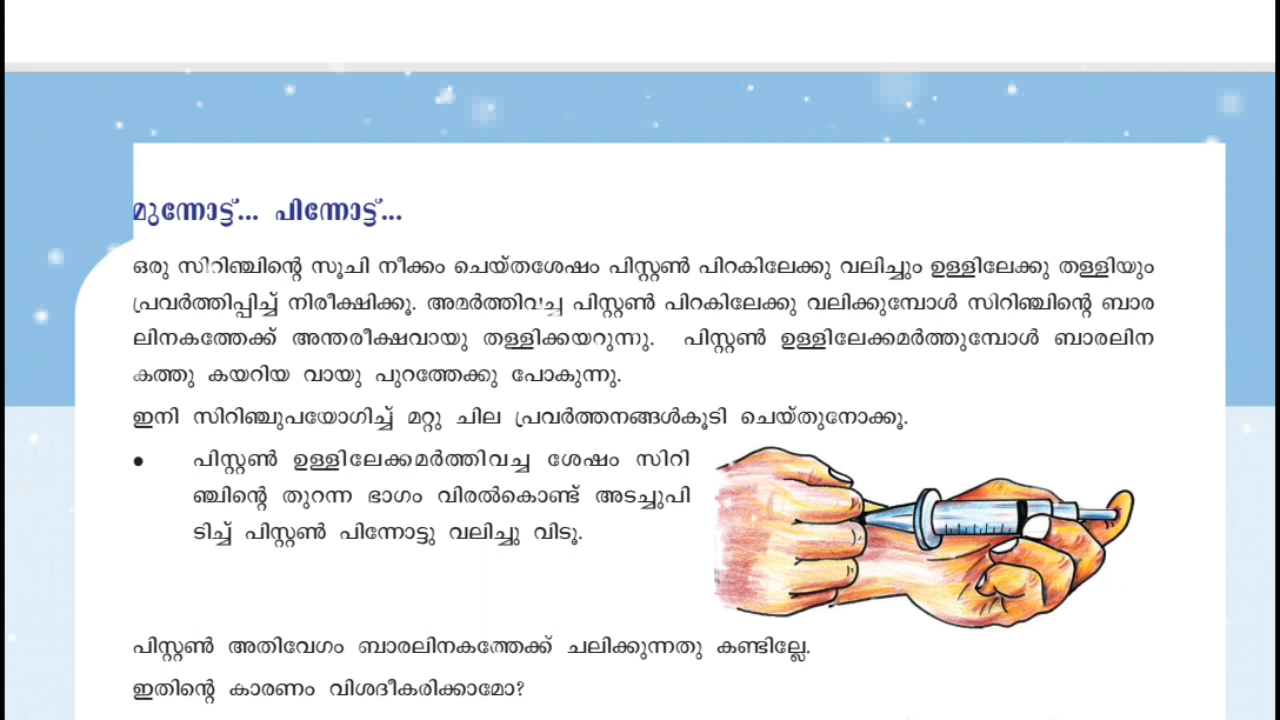 മുന്നോട്ട്... പിന്നോട്ട്...
ഒരു സിറിഞ്ചിന്റെ സൂചി നീക്കം ചെയ്തശേഷം പിസ്റ്റൺ പിറകിലേക്കു വലിച്ചും ഉള്ളിലേക്കു തള്ളിയും
പ്രവർത്തിപ്പിച്ച് നിരീക്ഷിക്കൂ. അമർത്തിവച്ച പിസ്റ്റൺ പിറകിലേക്കു വലിക്കുമ്പോൾ സിറിഞ്ചിന്റെ ബാര
ലിനകത്തേക്ക് അന്തരീക്ഷവായു തള്ളിക്കയറുന്നു. പിസ്റ്റൺ ഉള്ളിലേക്കമർത്തുമ്പോൾ ബാരലിന
കത്തു കയറിയ വായു പുറത്തേക്കു പോകുന്നു.
ഇനി സിറിഞ്ചുപയോഗിച്ച് മറ്റു ചില പ്രവർത്തനങ്ങൾകൂടി ചെയ്തുനോക്കൂ.
• പിസ്റ്റൺ ഉള്ളിലേക്കമർത്തിവച്ച ശേഷം സിറി
ഞ്ചിന്റെ തുറന്ന ഭാഗം വിരൽകൊണ്ട് അടച്ചുപി
ടിച്ച് പിസ്റ്റൺ പിന്നോട്ടു വലിച്ചു വിടൂ.
പിസ്റ്റൺ അതിവേഗം ബാരലിനകത്തേക്ക് ചലിക്കുന്നതു കണ്ടില്ലേ.
ഇതിന്റെ കാരണം വിശദീകരിക്കാമോ?